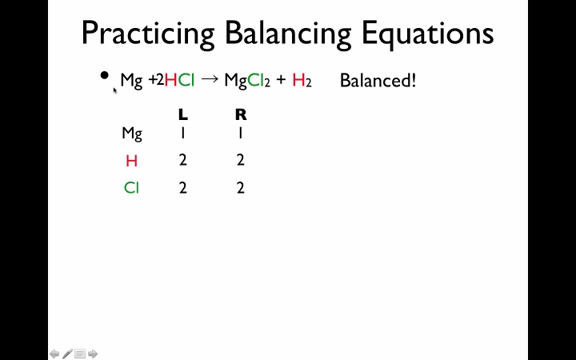 Practicing Balancing Equations
• Mg +2HCl → MgCl₂ + H₂ Balanced!
L R
Mg 1 1
H 2 2
Cl 2 2